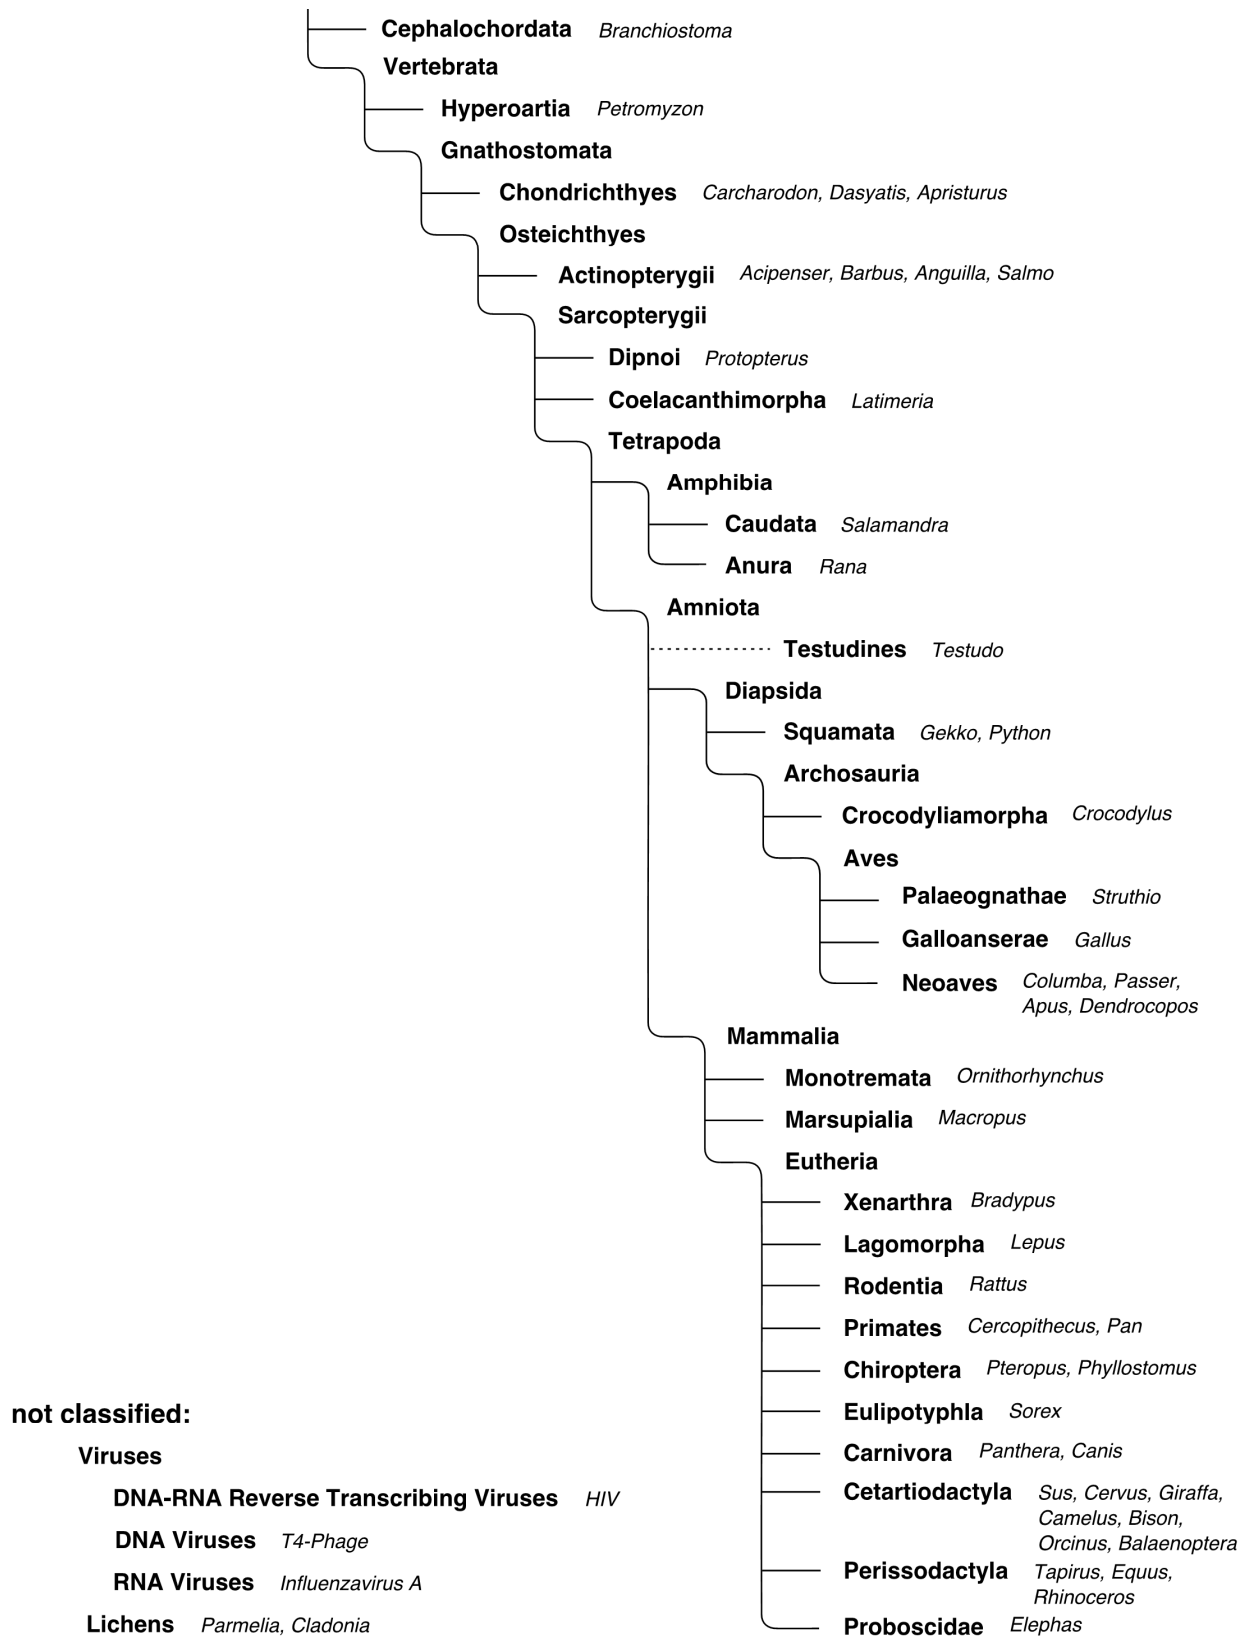 Cephalochordata Branchiostoma
Vertebrata
Hyperoartia Petromyzon
Gnathostomata
Chondrichthyes Carcharodon, Dasyatis, Apristurus
Osteichthyes
Actinopterygii Acipenser, Barbus, Anguilla, Salmo
Sarcopterygii
Dipnoi Protopterus
Coelacanthimorpha Latimeria
Tetrapoda
Amphibia
Caudata Salamandra
Anura Rana
Amniota
Testudines Testudo
Diapsida
Squamata Gekko, Python
Archosauria
Crocodyliamorpha Crocodylus
Aves
Palaeognathae Struthio
Galloanserae Gallus
Neoaves Columba, Passer,
Apus, Dendrocopos
Mammalia
Monotremata Ornithorhynchus
Marsupialia Macropus
Eutheria
Xenarthra Bradypus
Lagomorpha Lepus
Rodentia Rattus
Primates Cercopithecus, Pan
Chiroptera Pteropus, Phyllostomus
Eulipotyphla Sorex
Carnivora Panthera, Canis
Cetartiodactyla Sus, Cervus, Giraffa,
Camelus, Bison,
Orcinus, Balaenoptera
Perissodactyla Tapirus, Equus,
Rhinoceros
Proboscidae Elephas
not classified:
Viruses
DNA-RNA Reverse Transcribing Viruses HIV
DNA Viruses T4-Phage
RNA Viruses Influenzavirus A
Lichens Parmelia, Cladonia